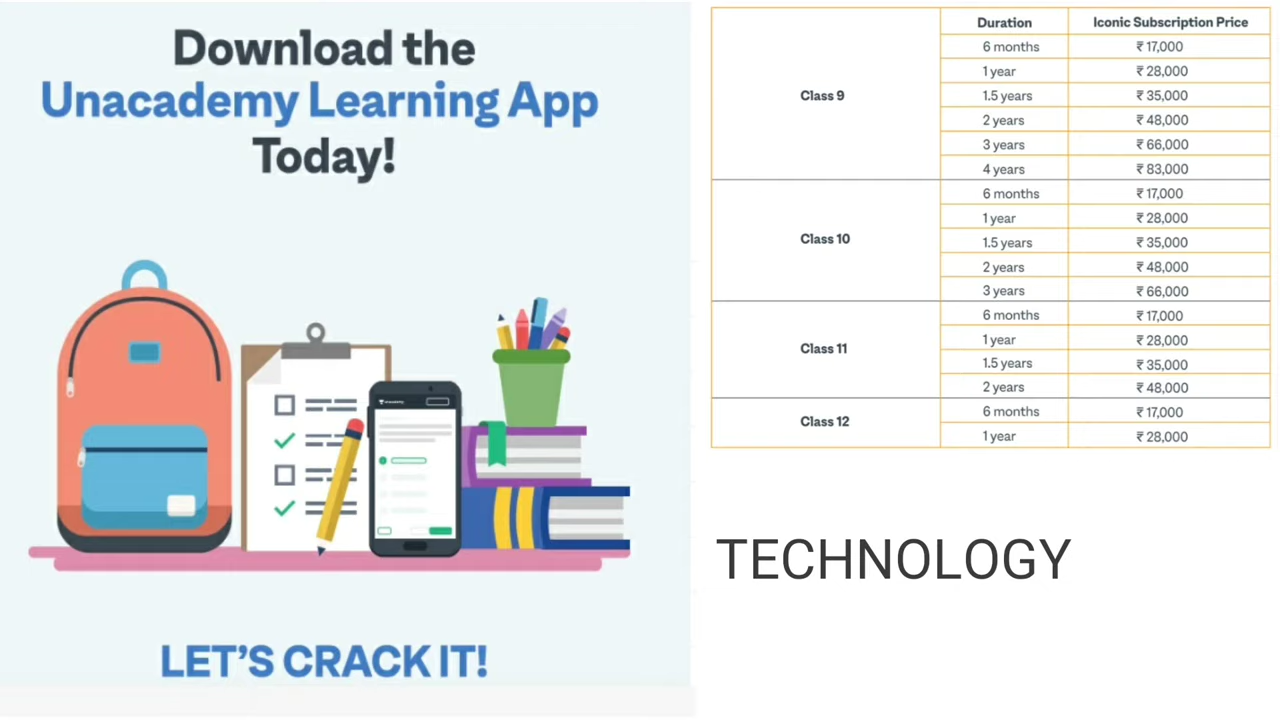 Download the
Unacademy Learning App
Today!
unacademy
LET'S CRACK IT!
Duration Iconic Subscription Price
Class 9
6 months ₹ 17,000
1 year ₹ 28,000
1.5 years ₹ 35,000
2 years ₹ 48,000
3 years ₹ 66,000
4 years ₹ 83,000
Class 10
6 months ₹ 17,000
1 year ₹ 28,000
1.5 years ₹ 35,000
2 years ₹ 48,000
3 years ₹ 66,000
Class 11
6 months ₹ 17,000
1 year ₹ 28,000
1.5 years ₹ 35,000
2 years ₹ 48,000
Class 12
6 months ₹ 17,000
1 year ₹ 28,000
TECHNOLOGY